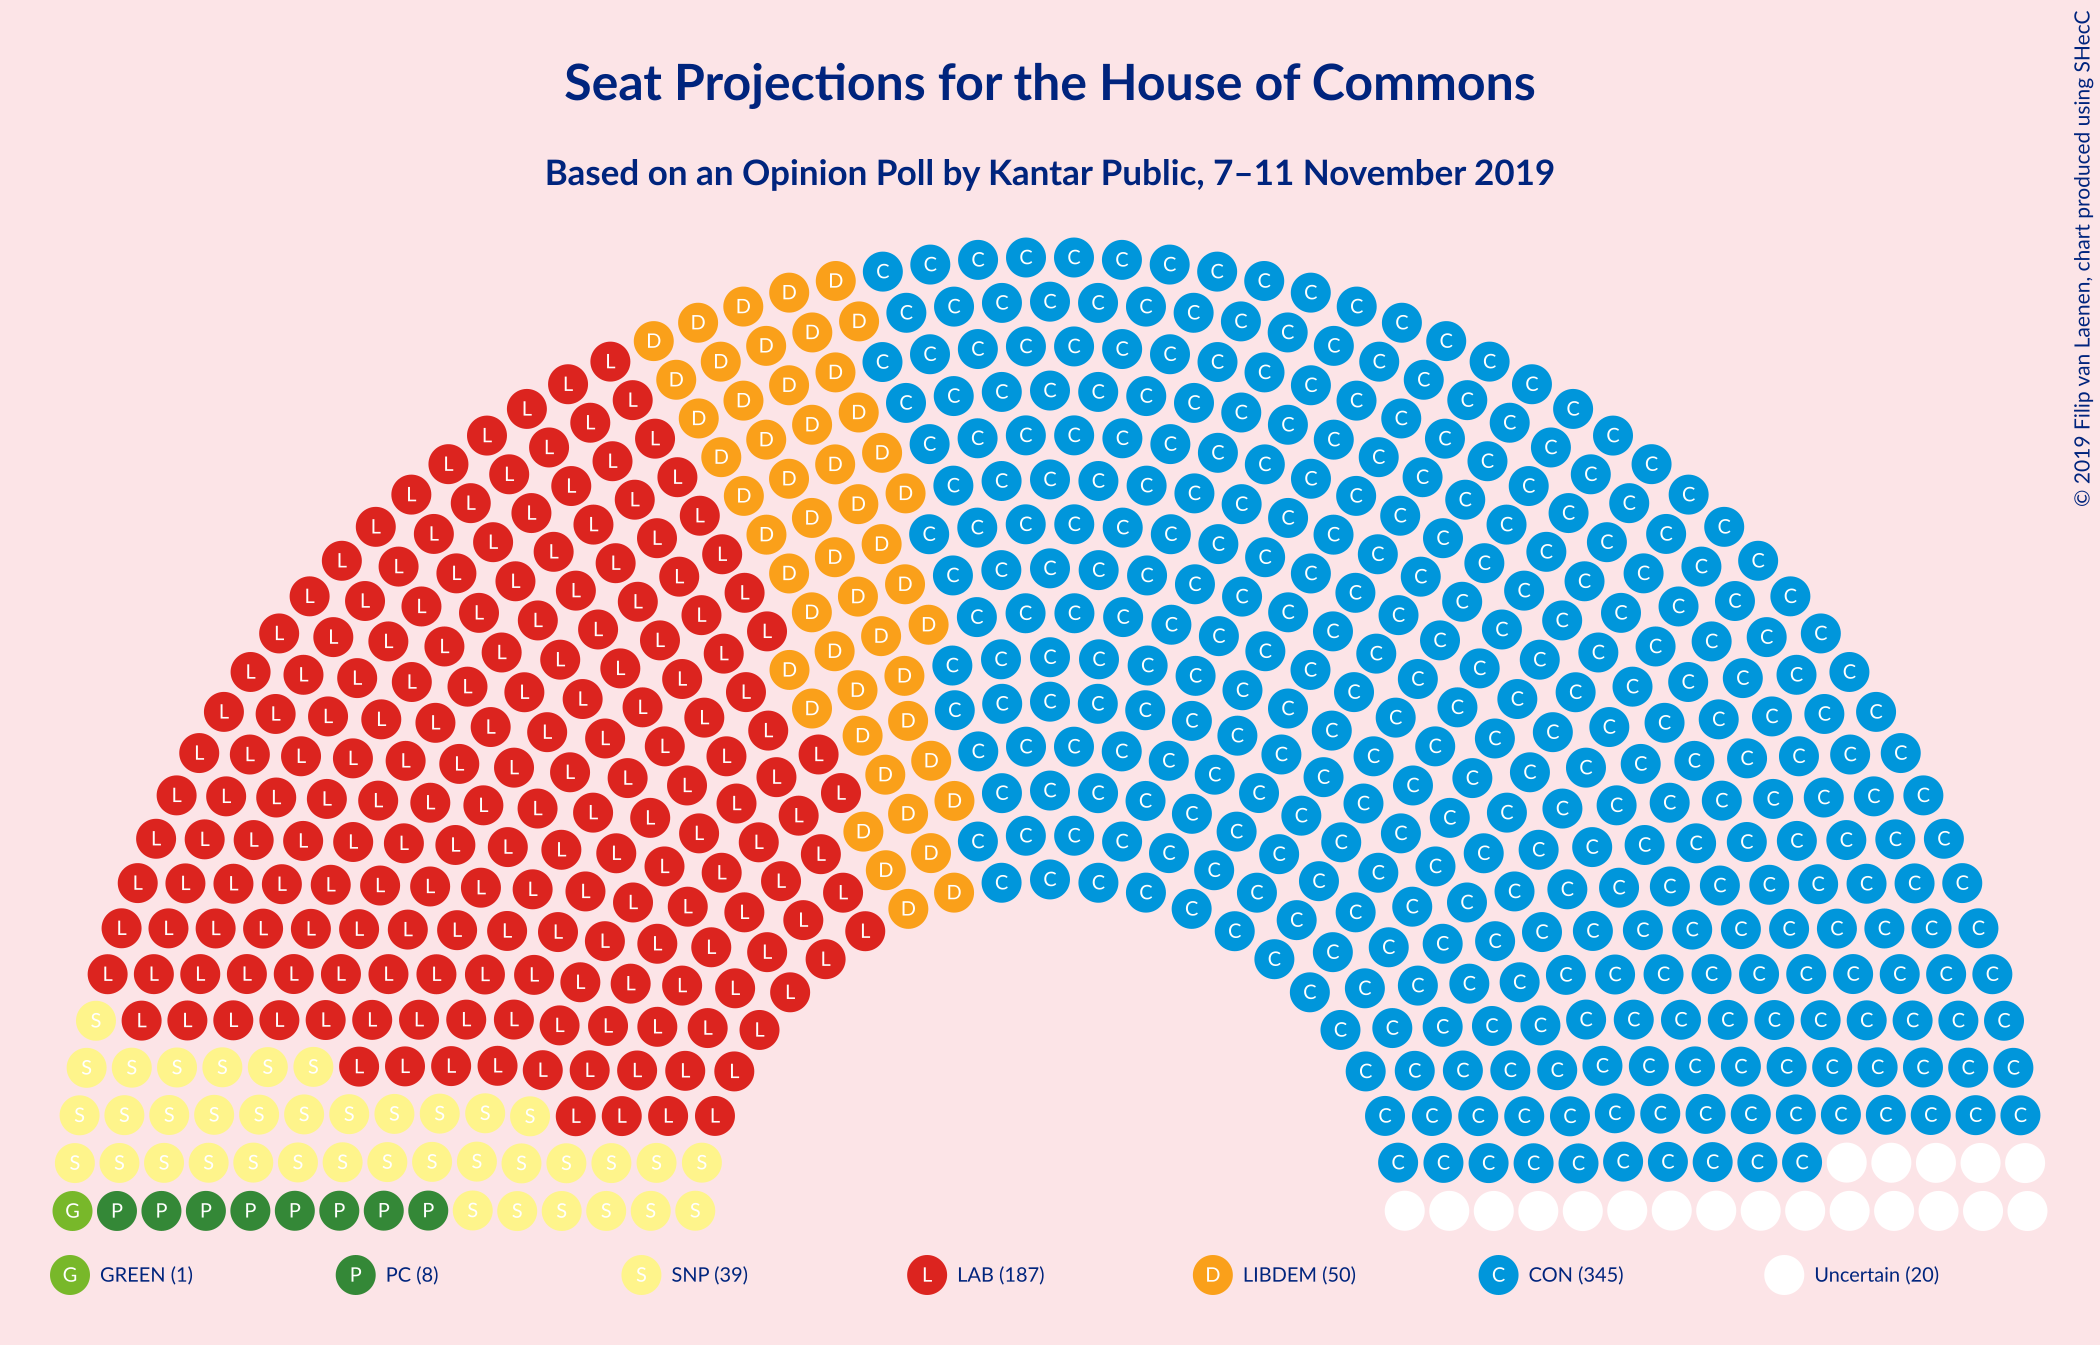 Seat Projections for the House of Commons
Based on an Opinion Poll by Kantar Public, 7–11 November 2019
© 2019 Filip van Laenen, chart produced using SHecC
G GREEN (1) P PC (8) S SNP (39) L LAB (187) D LIBDEM (50) C CON (345) Uncertain (20)